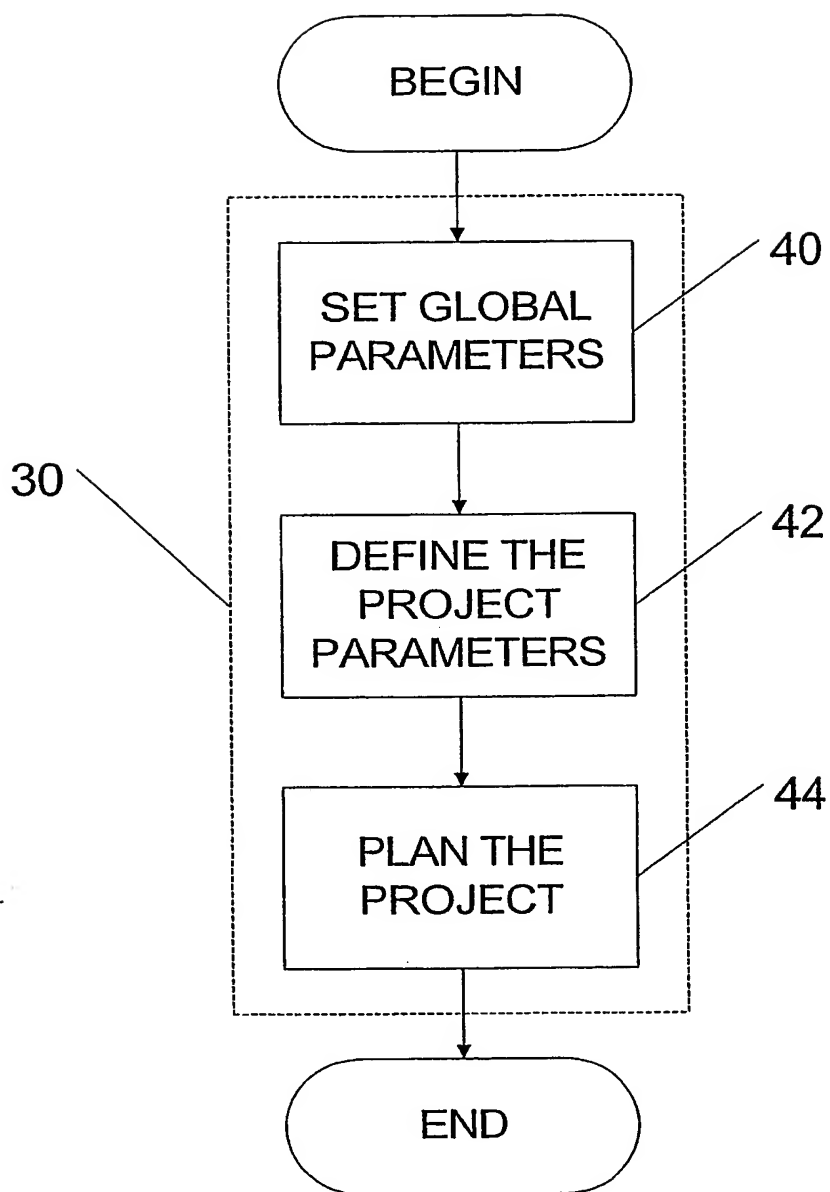 BEGIN
40
SET GLOBAL
PARAMETERS
30
42
DEFINE THE
PROJECT
PARAMETERS
44
PLAN THE
PROJECT
END